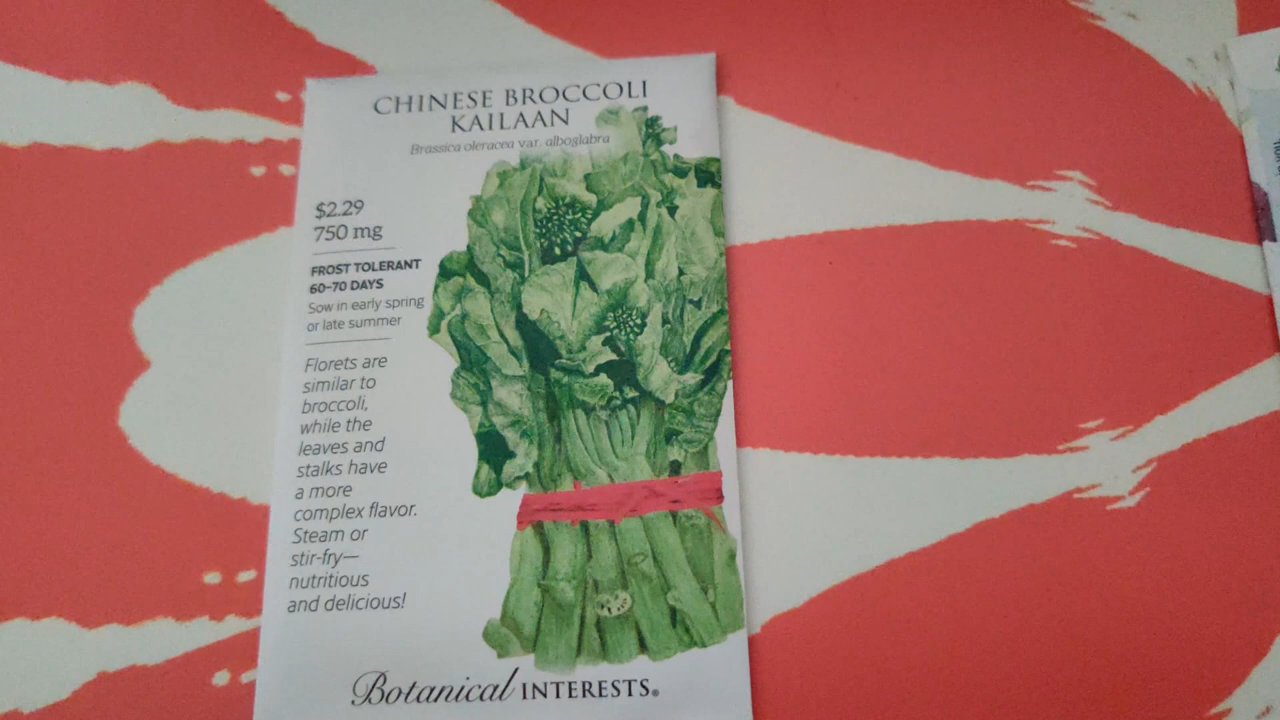 CHINESE BROCCOLI
KAILAAN
Brassica oleracea var. alboglabra
$2.29
750 mg
FROST TOLERANT
60-70 DAYS
Sow in early spring
or late summer
Florets are
similar to
broccoli,
while the
leaves and
stalks have
a more
complex flavor.
Steam or
stir-fry—
nutritious
and delicious!
Botanical INTERESTS®